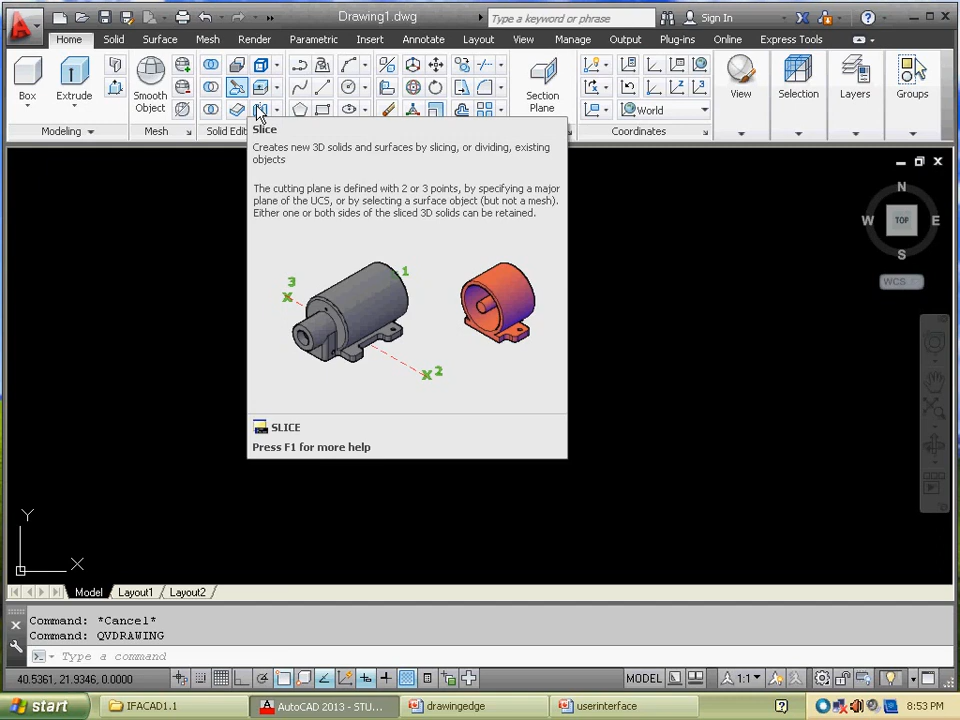 Drawing1.dwg
Type a keyword or phrase
Sign In
Home
Solid
Surface
Mesh
Render
Parametric
Insert
Annotate
Layout
View
Manage
Output
Plug-ins
Online
Express Tools
Box
Extrude
Smooth
Object
Section
Plane
World
View
Selection
Layers
Groups
Modeling
Mesh
Solid Edit
Coordinates
Slice
Creates new 3D solids and surfaces by slicing, or dividing, existing
objects
The cutting plane is defined with 2 or 3 points, by specifying a major
plane of the UCS, or by selecting a surface object (but not a mesh).
Either one or both sides of the sliced 3D solids can be retained.
1
3
X
X 2
SLICE
Press F1 for more help
N
W
TOP
E
S
WCS
Y
X
Model
Layout1
Layout2
Command: *Cancel*
Command: QVDRAWING
Type a command
40.5361, 21.9346, 0.0000
MODEL
1:1
start
IFACAD1.1
AutoCAD 2013 - STU...
drawingedge
userinterface
8:53 PM